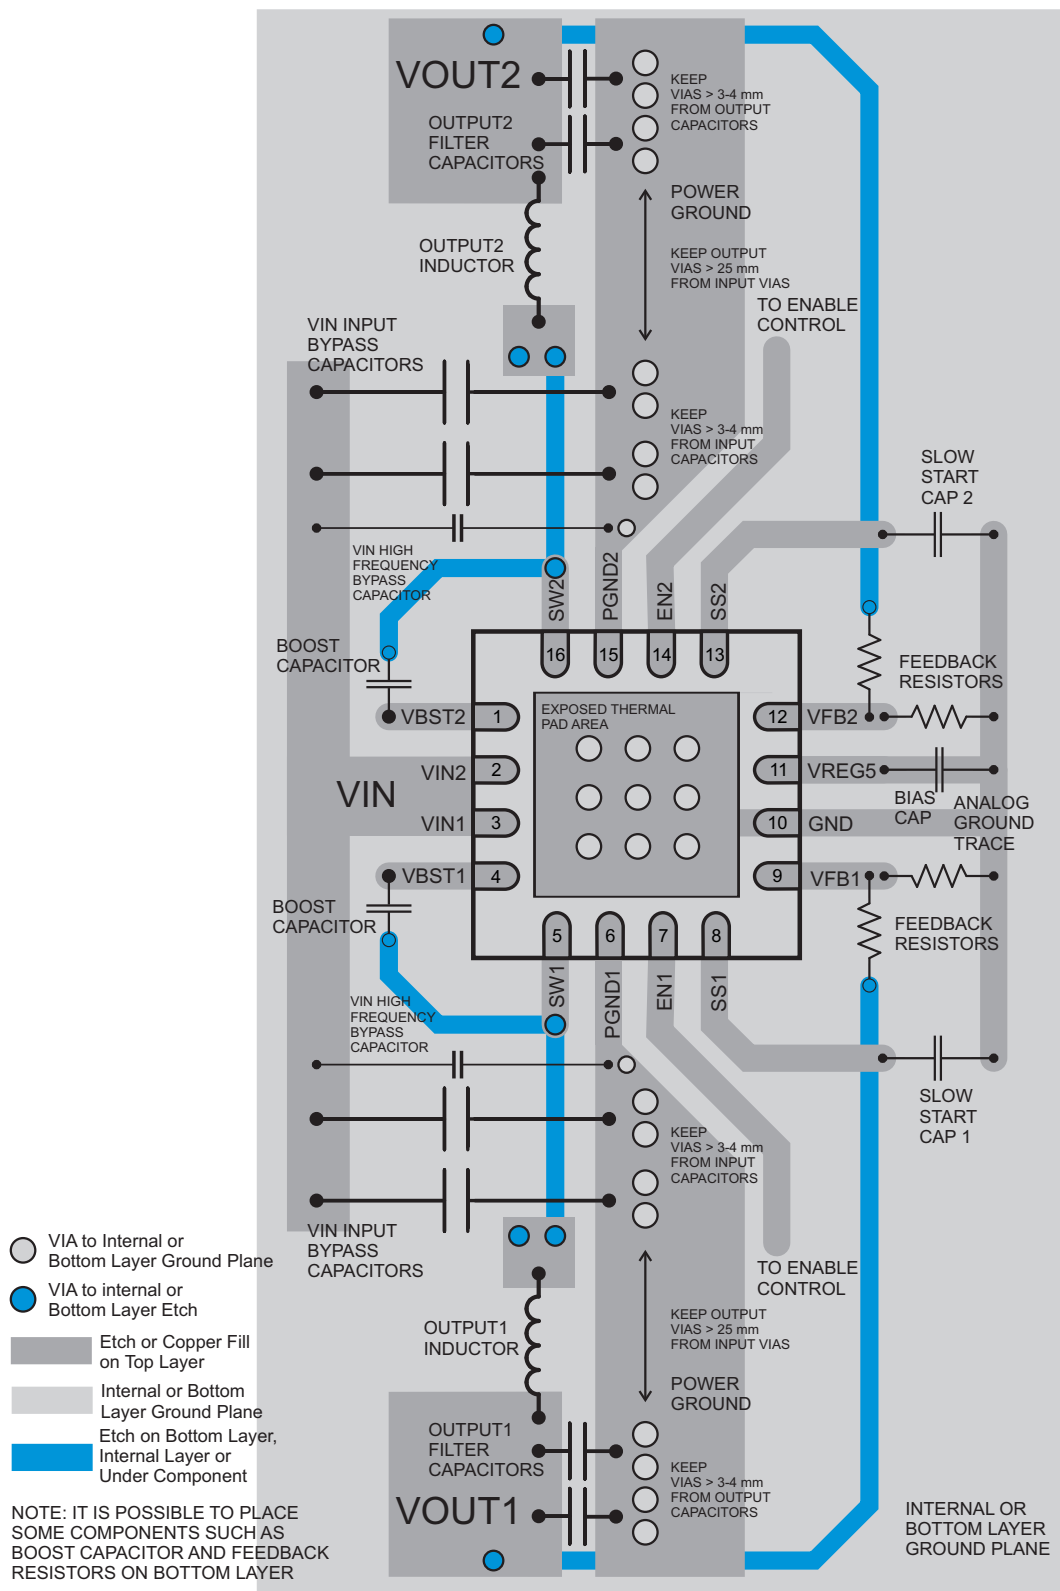 VOUT2
KEEP
VIAS > 3-4 mm
FROM OUTPUT
CAPACITORS
OUTPUT2
FILTER
CAPACITORS
POWER
GROUND
OUTPUT2
INDUCTOR
KEEP OUTPUT
VIAS > 25 mm
FROM INPUT VIAS
TO ENABLE
CONTROL
VIN INPUT
BYPASS
CAPACITORS
KEEP
VIAS > 3-4 mm
FROM INPUT
CAPACITORS
SLOW
START
CAP 2
VIN HIGH
FREQUENCY
BYPASS
CAPACITOR
SW2
PGND2
EN2
SS2
BOOST
CAPACITOR
16
15
14
13
FEEDBACK
RESISTORS
VBST2
1
EXPOSED THERMAL
PAD AREA
12
VFB2
VIN
VIN2
2
11
VREG5
BIAS
CAP
ANALOG
GROUND
TRACE
VIN1
3
10
GND
VBST1
4
9
VFB1
BOOST
CAPACITOR
5
6
7
8
FEEDBACK
RESISTORS
SW1
PGND1
EN1
SS1
VIN HIGH
FREQUENCY
BYPASS
CAPACITOR
SLOW
START
CAP 1
KEEP
VIAS > 3-4 mm
FROM INPUT
CAPACITORS
VIN INPUT
BYPASS
CAPACITORS
TO ENABLE
CONTROL
OUTPUT1
INDUCTOR
KEEP OUTPUT
VIAS > 25 mm
FROM INPUT VIAS
POWER
GROUND
OUTPUT1
FILTER
CAPACITORS
KEEP
VIAS > 3-4 mm
FROM OUTPUT
CAPACITORS
VOUT1
VIA to Internal or
Bottom Layer Ground Plane
VIA to internal or
Bottom Layer Etch
Etch or Copper Fill
on Top Layer
Internal or Bottom
Layer Ground Plane
Etch on Bottom Layer,
Internal Layer or
Under Component
NOTE: IT IS POSSIBLE TO PLACE
SOME COMPONENTS SUCH AS
BOOST CAPACITOR AND FEEDBACK
RESISTORS ON BOTTOM LAYER
INTERNAL OR
BOTTOM LAYER
GROUND PLANE